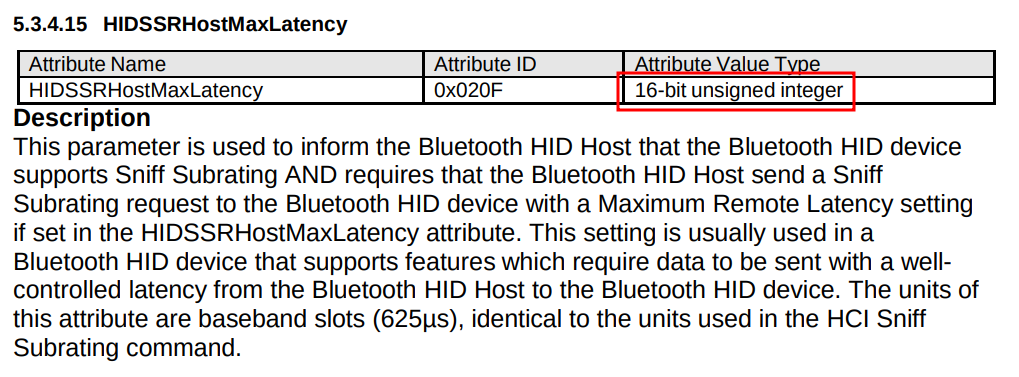 5.3.4.15 HIDSSRHostMaxLatency
Attribute Name Attribute ID Attribute Value Type
HIDSSRHostMaxLatency 0x020F 16-bit unsigned integer
Description
This parameter is used to inform the Bluetooth HID Host that the Bluetooth HID device
supports Sniff Subrating AND requires that the Bluetooth HID Host send a Sniff
Subrating request to the Bluetooth HID device with a Maximum Remote Latency setting
if set in the HIDSSRHostMaxLatency attribute. This setting is usually used in a
Bluetooth HID device that supports features which require data to be sent with a well-
controlled latency from the Bluetooth HID Host to the Bluetooth HID device. The units of
this attribute are baseband slots (625µs), identical to the units used in the HCI Sniff
Subrating command.